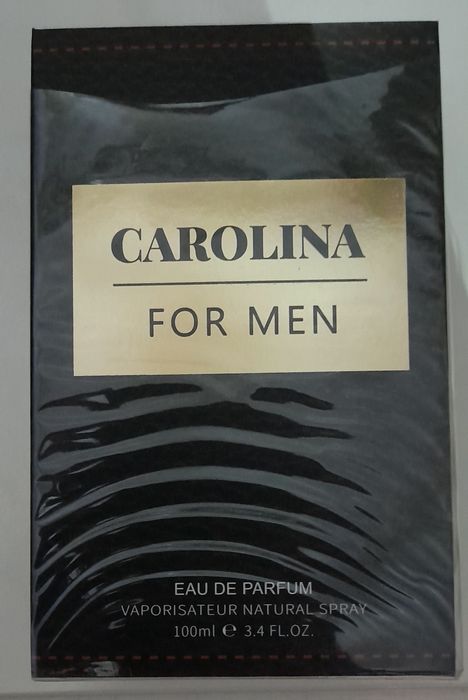 CAROLINA
FOR MEN
EAU DE PARFUM
VAPORISATEUR NATURAL SPRAY
100ml ℮ 3.4 FL.OZ.